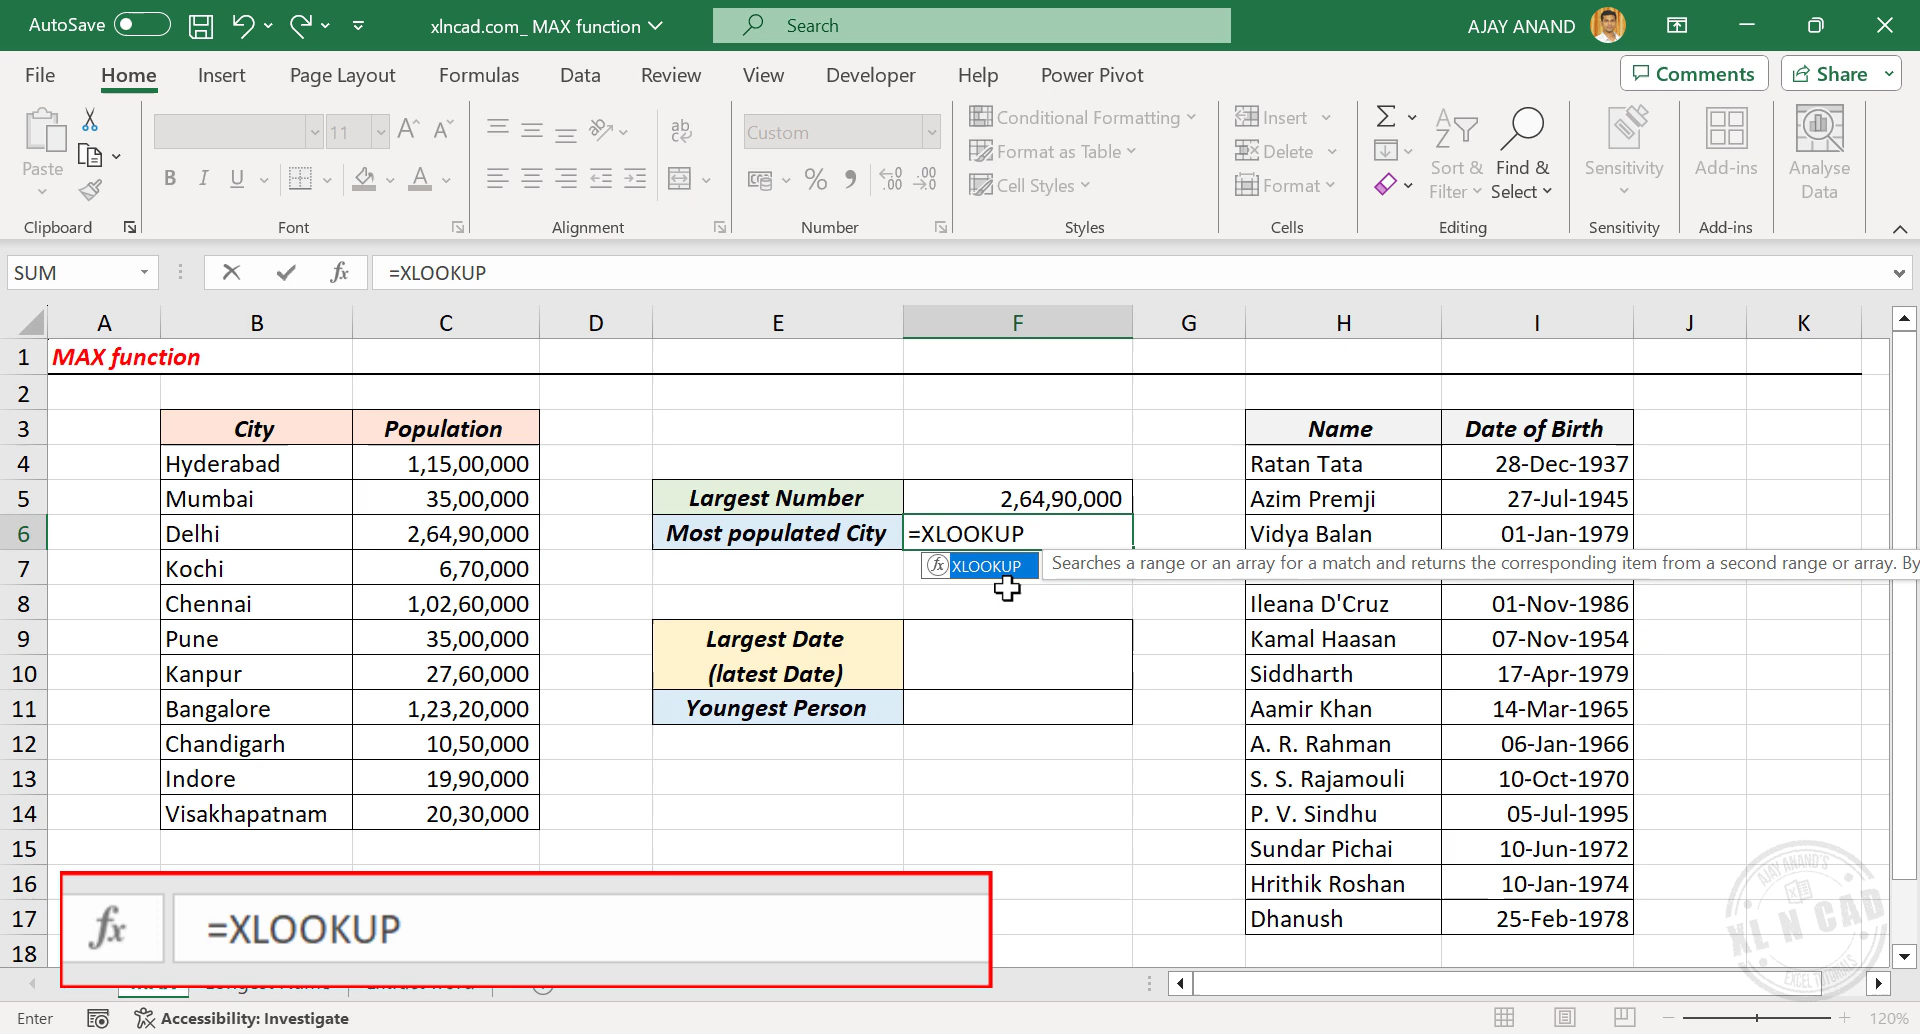 AutoSave
xlncad.com_ MAX function
Search
AJAY ANAND
File Home Insert Page Layout Formulas Data Review View Developer Help Power Pivot
Comments Share
Paste
Clipboard
11
B I U
A
Font
ab
Alignment
Custom
%
Number
Conditional Formatting
Format as Table
Cell Styles
Styles
Insert
Delete
Format
Cells
Sort &
Filter
Find &
Select
Editing
Sensitivity
Sensitivity
Add-ins
Add-ins
Analyse
Data
SUM fx =XLOOKUP
A B C D E F G H I J K
1 MAX function
2
3 City Population Name Date of Birth
4 Hyderabad 1,15,00,000 Ratan Tata 28-Dec-1937
5 Mumbai 35,00,000 Largest Number 2,64,90,000 Azim Premji 27-Jul-1945
6 Delhi 2,64,90,000 Most populated City =XLOOKUP Vidya Balan 01-Jan-1979
7 Kochi 6,70,000 fx XLOOKUP Searches a range or an array for a match and returns the corresponding item from a second range or array. By
8 Chennai 1,02,60,000 Ileana D'Cruz 01-Nov-1986
9 Pune 35,00,000 Largest Date Kamal Haasan 07-Nov-1954
10 Kanpur 27,60,000 (latest Date) Siddharth 17-Apr-1979
11 Bangalore 1,23,20,000 Youngest Person Aamir Khan 14-Mar-1965
12 Chandigarh 10,50,000 A. R. Rahman 06-Jan-1966
13 Indore 19,90,000 S. S. Rajamouli 10-Oct-1970
14 Visakhapatnam 20,30,000 P. V. Sindhu 05-Jul-1995
15 Sundar Pichai 10-Jun-1972
16 Hrithik Roshan 10-Jan-1974
17 Dhanush 25-Feb-1978
18
fx =XLOOKUP
AJAY ANAND'S
XL N CAD
EXCEL TUTORIALS
Enter Accessibility: Investigate
120%